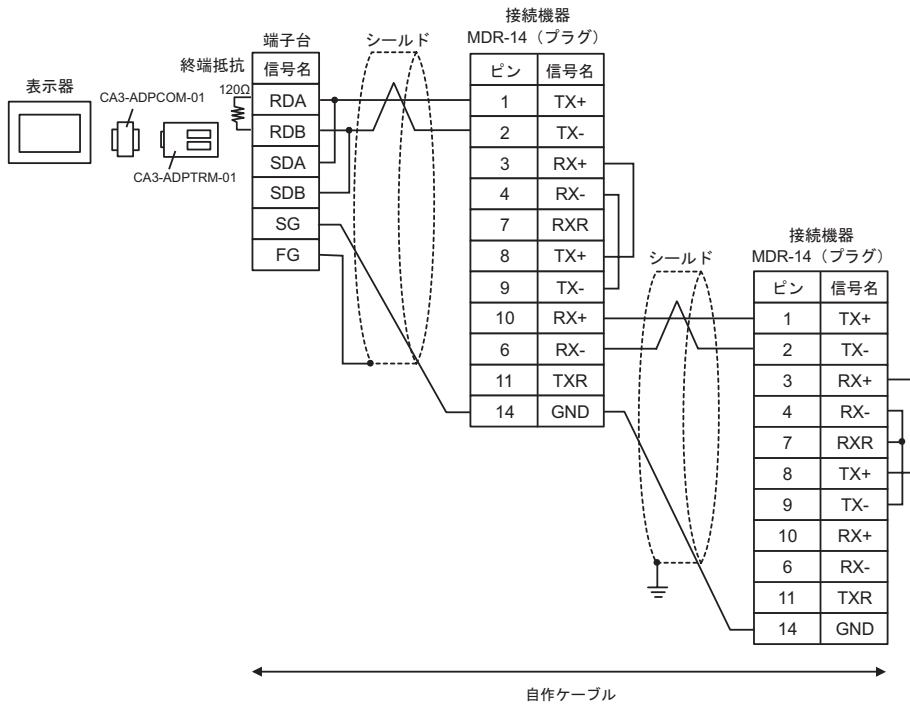 表示器
CA3-ADPCOM-01
CA3-ADPTRM-01
終端抵抗
120Ω
端子台
信号名
RDA
RDB
SDA
SDB
SG
FG
シールド
接続機器
MDR-14（プラグ）
ピン 信号名
1 TX+
2 TX-
3 RX+
4 RX-
7 RXR
8 TX+
9 TX-
10 RX+
6 RX-
11 TXR
14 GND
シールド
接続機器
MDR-14（プラグ）
ピン 信号名
1 TX+
2 TX-
3 RX+
4 RX-
7 RXR
8 TX+
9 TX-
10 RX+
6 RX-
11 TXR
14 GND
自作ケーブル